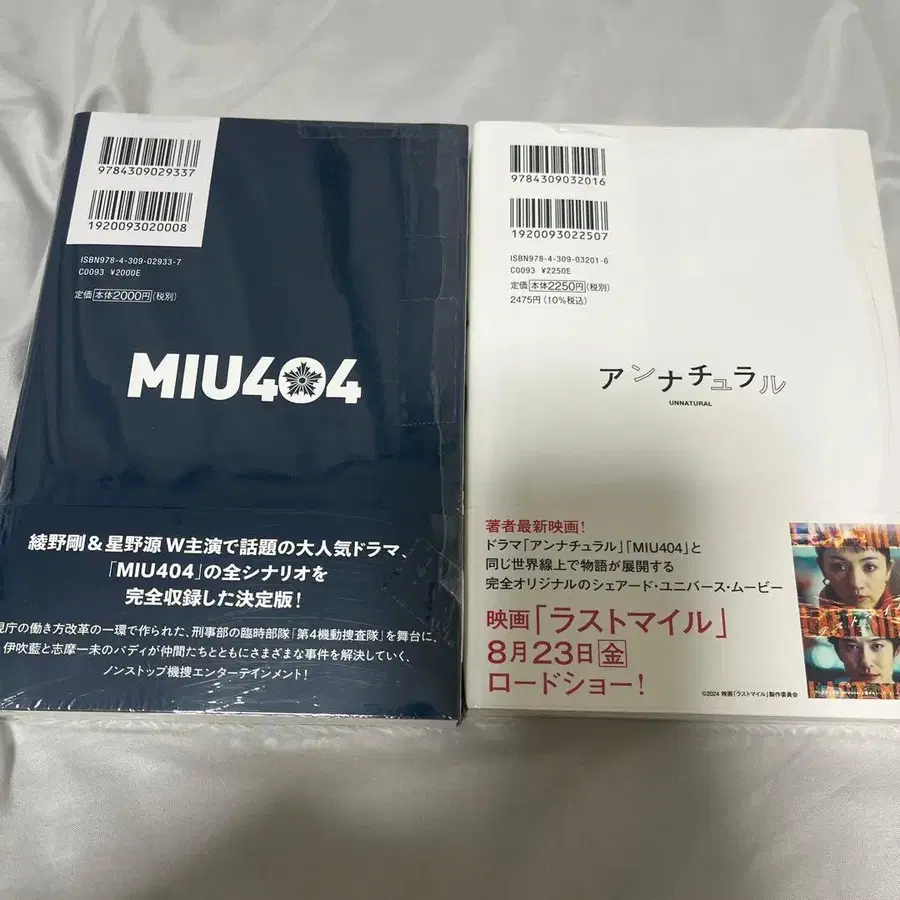 9784309029337
1920093020008
ISBN978-4-309-02933-7
C0093 ¥2000E
定価 本体2000円 (税別)
MIU404
綾野剛&星野源 W主演で話題の大人気ドラマ、
「MIU404」の全シナリオを
完全収録した決定版!
視庁の働き方改革の一環で作られた、刑事部の臨時部隊「第4機動捜査隊」を舞台に、
伊吹藍と志摩一未のバディが仲間たちとともにさまざまな事件を解決していく、
ノンストップ機捜エンターテインメント!
9784309032016
1920093022507
ISBN978-4-309-03201-6
C0093 ¥2250E
定価 本体2250円 (税別)
2475円 (10%税込)
アンナチュラル
UNNATURAL
著者最新映画!
ドラマ「アンナチュラル」「MIU404」と
同じ世界線上で物語が展開する
完全オリジナルのシェアード・ユニバース・ムービー
映画「ラストマイル」
8月23日金
ロードショー!
©2024 映画「ラストマイル」製作委員会